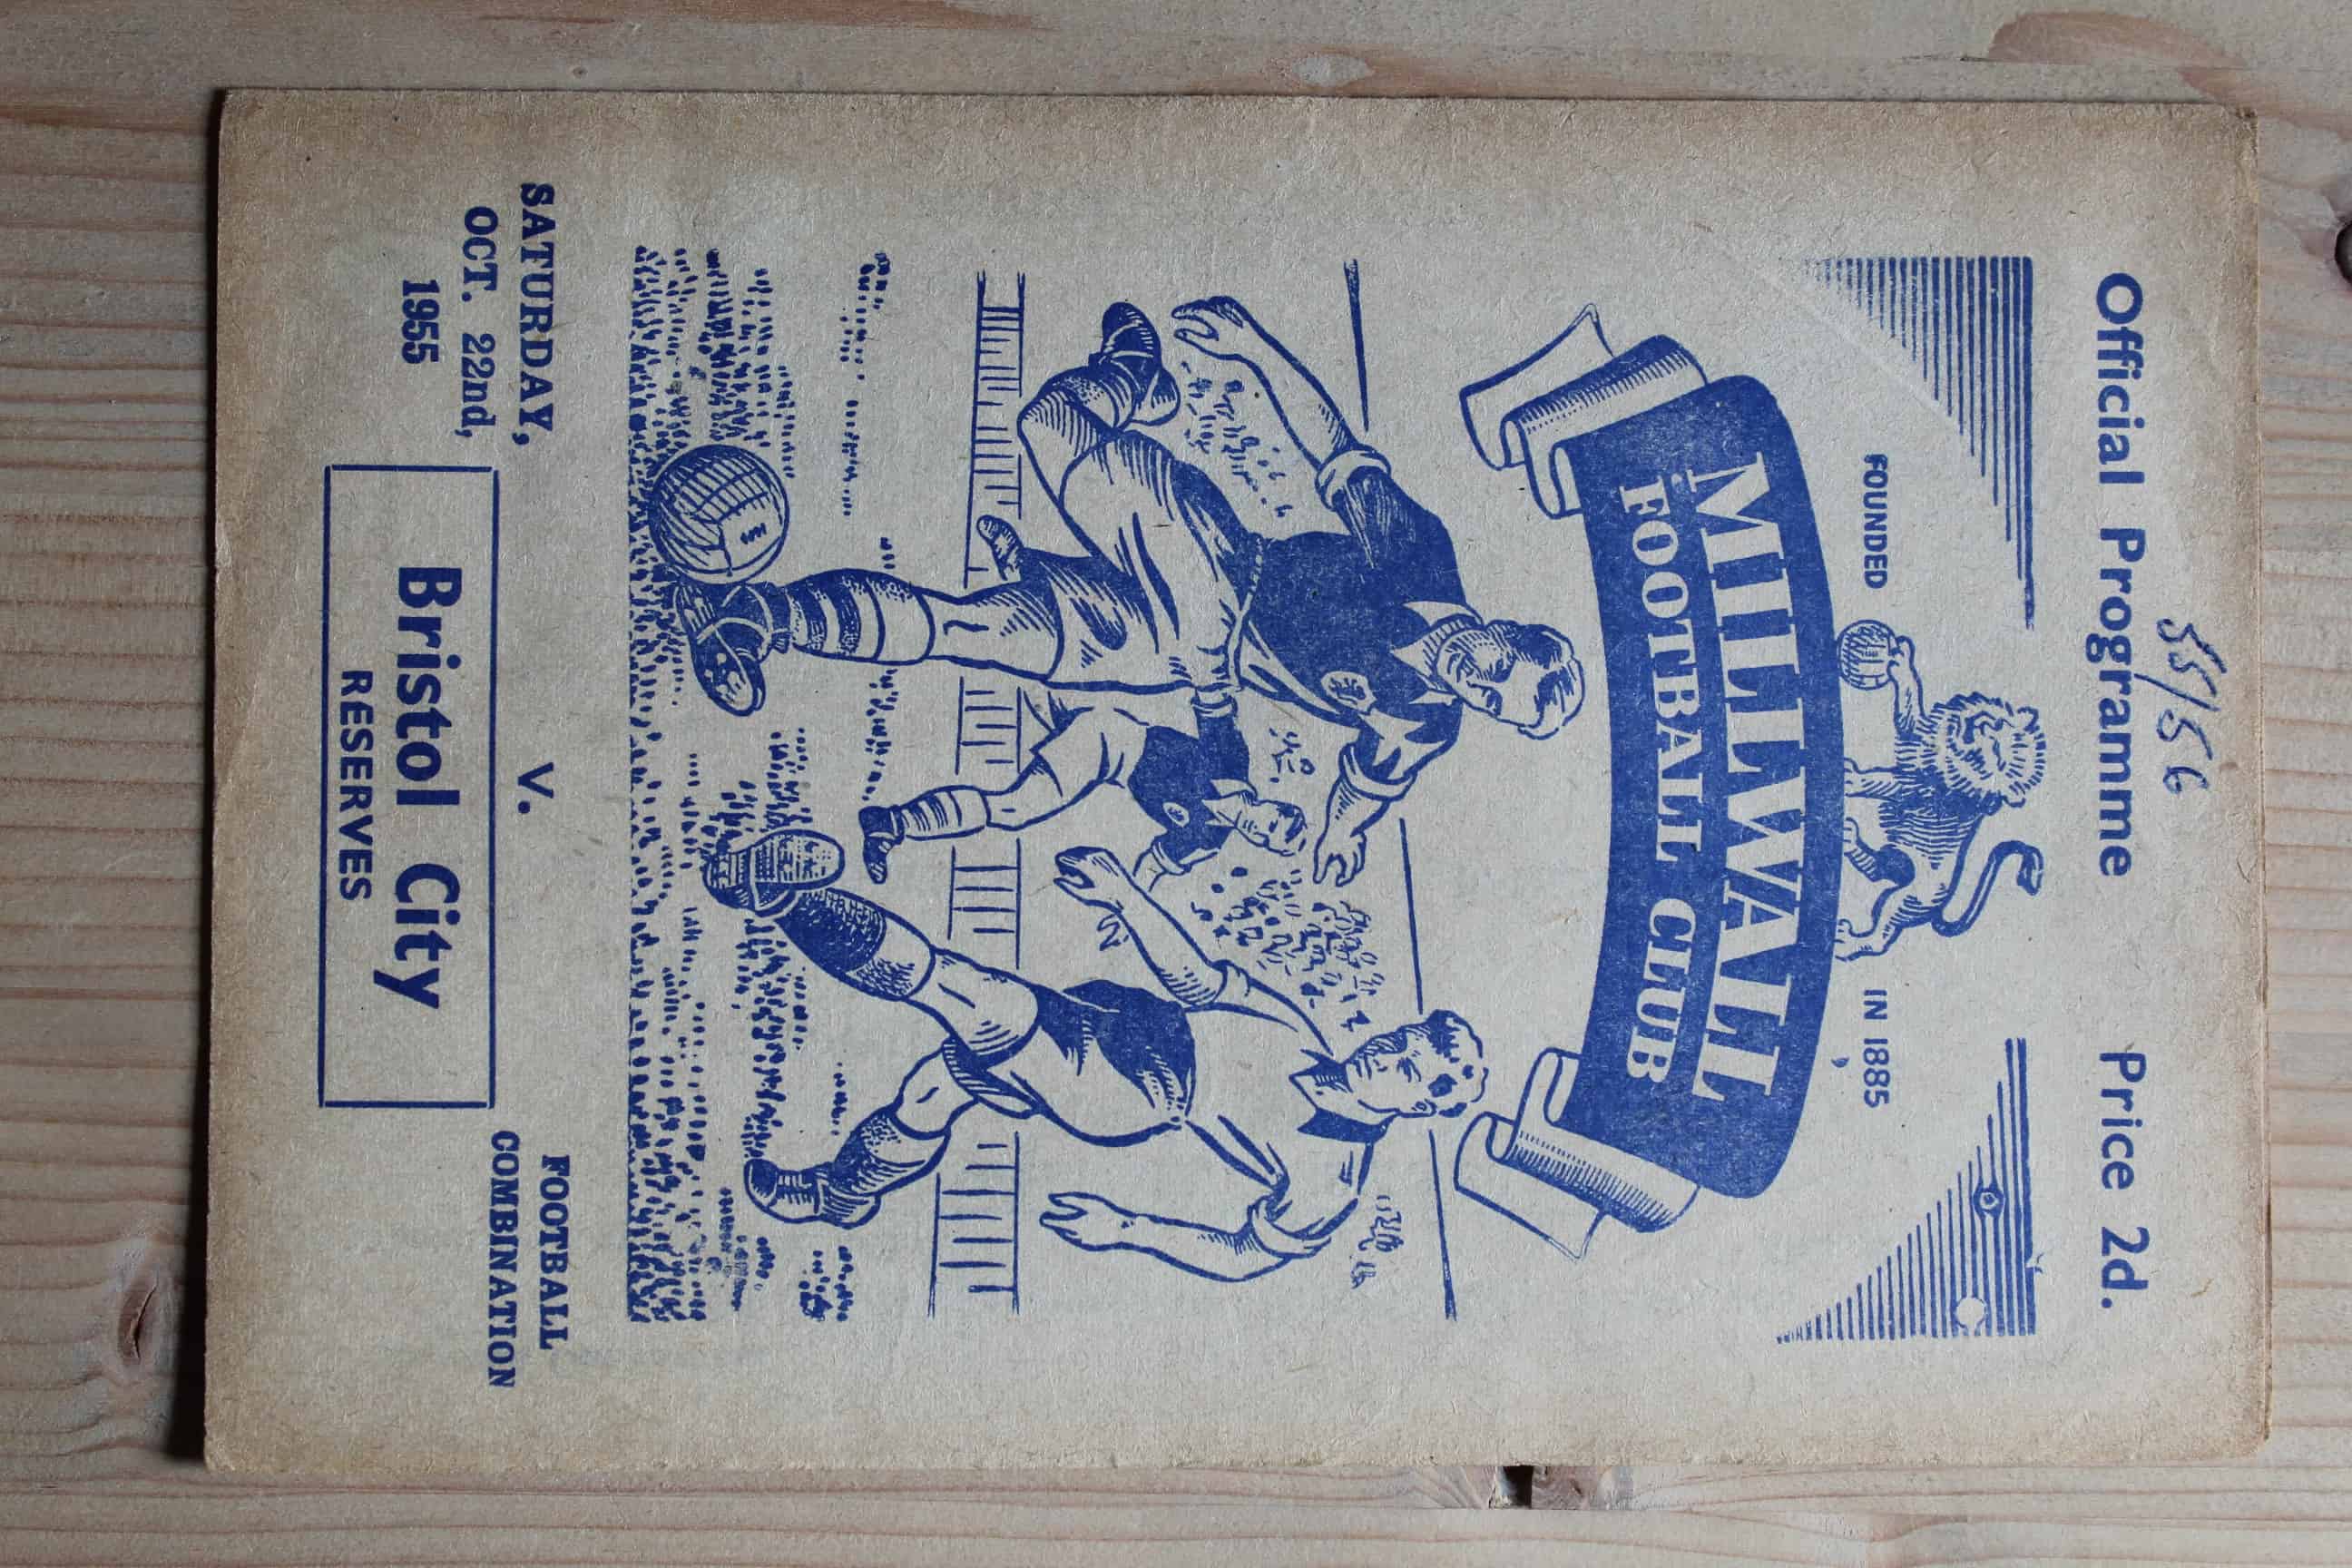 55/56
Official Programme Price 2d.
FOUNDED IN 1885
MILLWALL
FOOTBALL CLUB
SATURDAY,
OCT. 22nd,
1955
v.
FOOTBALL
COMBINATION
Bristol City
RESERVES